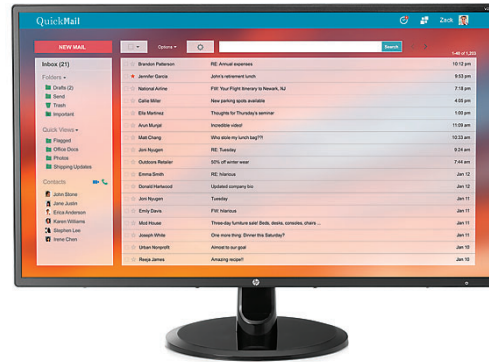 QuickMail
Zack
NEW MAIL
Options
Search
1-40 of 1,253
Inbox (21)
Folders
Drafts (2)
Send
Trash
Important
Quick Views
Flagged
Office Docs
Photos
Shipping Updates
Contacts
John Stone
Jane Justin
Erica Anderson
Karen Williams
Stephen Lee
Irene Chen
Brandon Patterson RE: Annual expenses 10:12 pm
Jennifer Garcia John's retirement lunch 9:53 pm
National Airline FW: Your Flight Itinerary to Newark, NJ 7:18 pm
Callie Miller New parking spots available 4:05 pm
Ella Martinez Thoughts for Thursday's seminar 1:00 pm
Arun Munjal Incredible video! 11:09 am
Matt Chang Who stole my lunch bag??! 10:23 am
Joni Nguyen RE: Tuesday 9:24 am
Outdoors Retailer 50% off winter wear 7:44 am
Emma Smith RE: hilarious Jan 12
Donald Harkwood Updated company bio Jan 12
Joni Nguyen Tuesday Jan 11
Emily Davis FW: hilarious Jan 11
Mod House Three-day furniture sale! Beds, desks, consoles, chairs ... Jan 11
Joseph White One more thing: Dinner this Saturday? Jan 11
Urban Nonprofit Almost to our goal Jan 10
Reeja James Amazing recipe!! Jan 10
hp